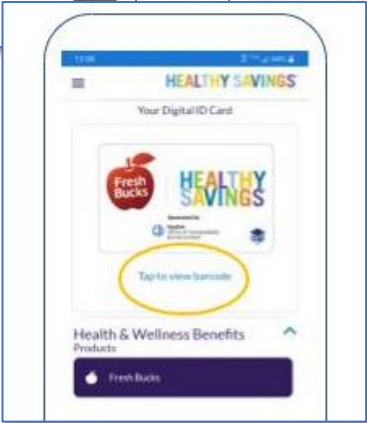 HEALTHY SAVINGS
Your Digital ID Card
Fresh
Bucks
HEALTHY
SAVINGS
Sponsored by
Tap to view barcode
Health & Wellness Benefits
Products
Fresh Bucks